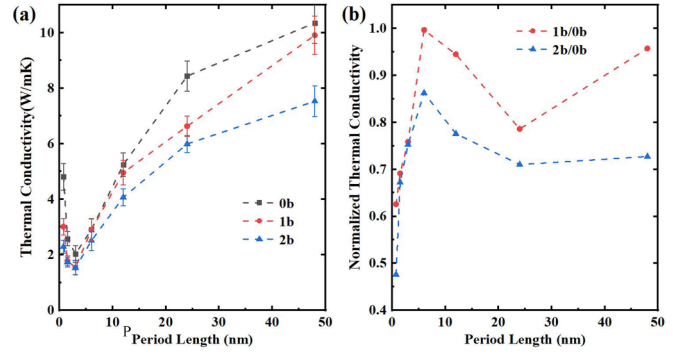 (a)
Thermal Conductivity(W/mK)
10
8
6
4
2
0
0b
1b
2b
0 10 20 30 40 50
P
Period Length (nm)
(b)
Normalized Thermal Conductivity
1.0
0.9
0.8
0.7
0.6
0.5
0.4
1b/0b
2b/0b
0 10 20 30 40 50
Period Length (nm)